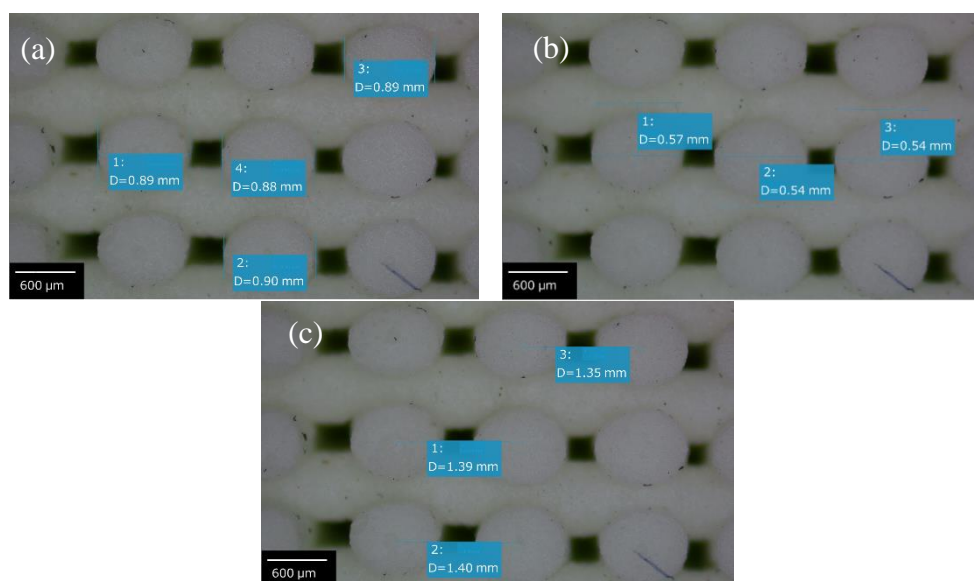 (a)
3:
D=0.89 mm
1:
D=0.89 mm
4:
D=0.88 mm
2:
D=0.90 mm
600 µm
(b)
1:
D=0.57 mm
3:
D=0.54 mm
2:
D=0.54 mm
600 µm
(c)
3:
D=1.35 mm
1:
D=1.39 mm
2:
D=1.40 mm
600 µm